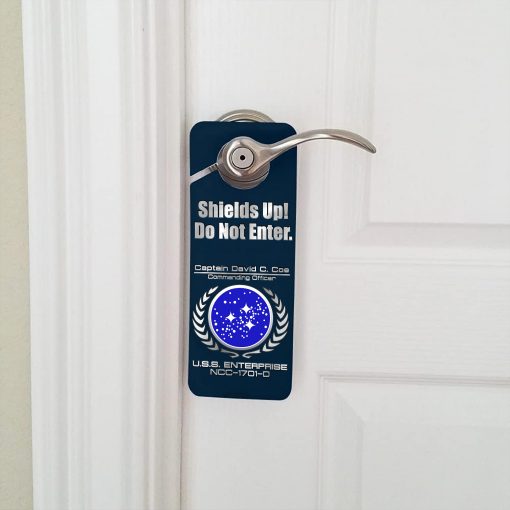 Shields Up!
Do Not Enter.
Captain David C. Coe
Commanding Officer
U.S.S. ENTERPRISE
NCC-1701-D